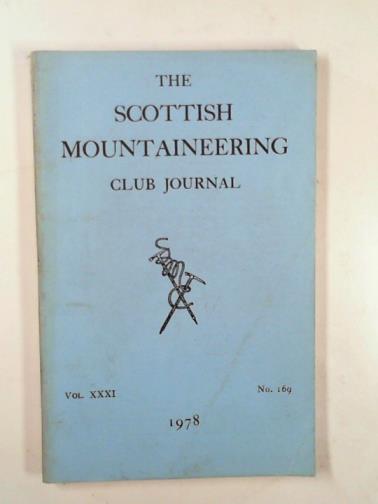 THE
SCOTTISH
MOUNTAINEERING
CLUB JOURNAL
VOL. XXXI No. 169
1978